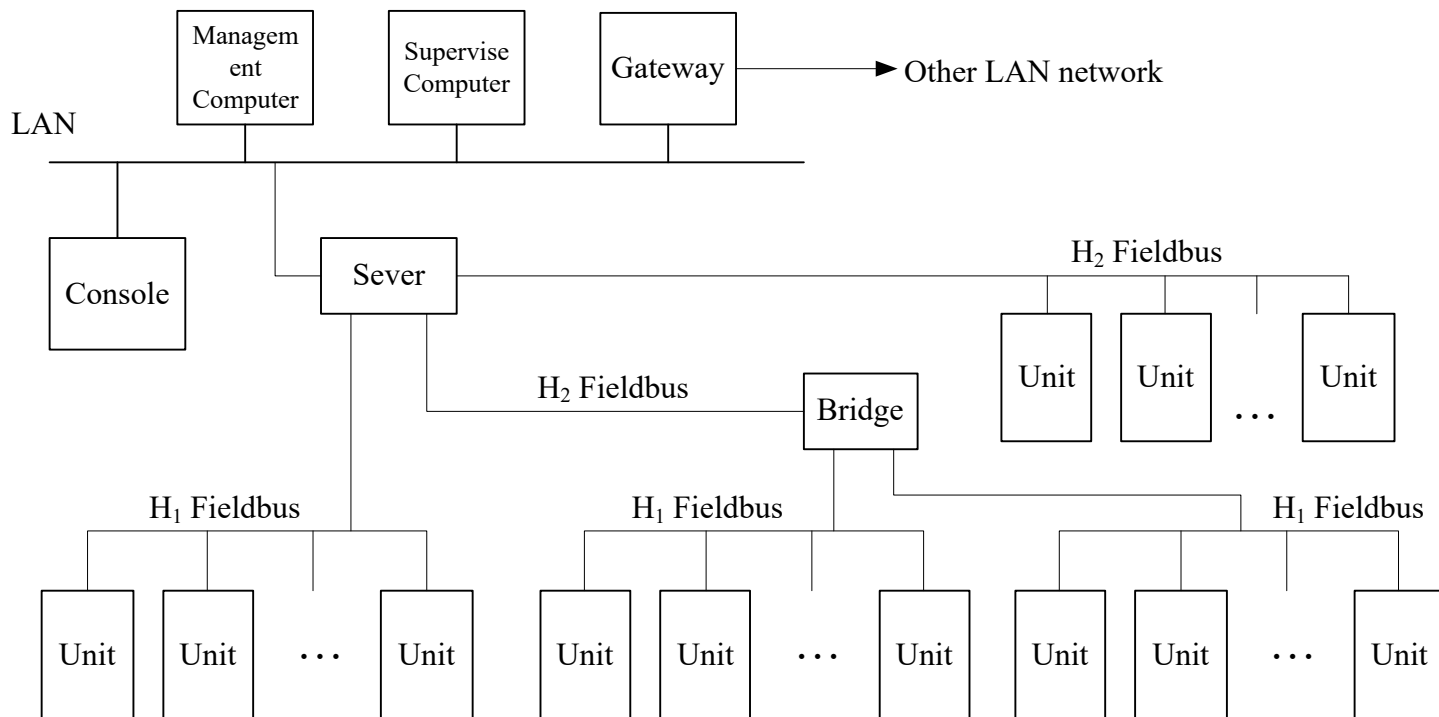 Managem
ent
Computer
Supervise
Computer
Gateway
Other LAN network
LAN
Console
Sever
H₂ Fieldbus
Unit
Unit
...
Unit
H₂ Fieldbus
Bridge
H₁ Fieldbus
H₁ Fieldbus
H₁ Fieldbus
Unit
Unit
...
Unit
Unit
Unit
...
Unit
Unit
Unit
...
Unit